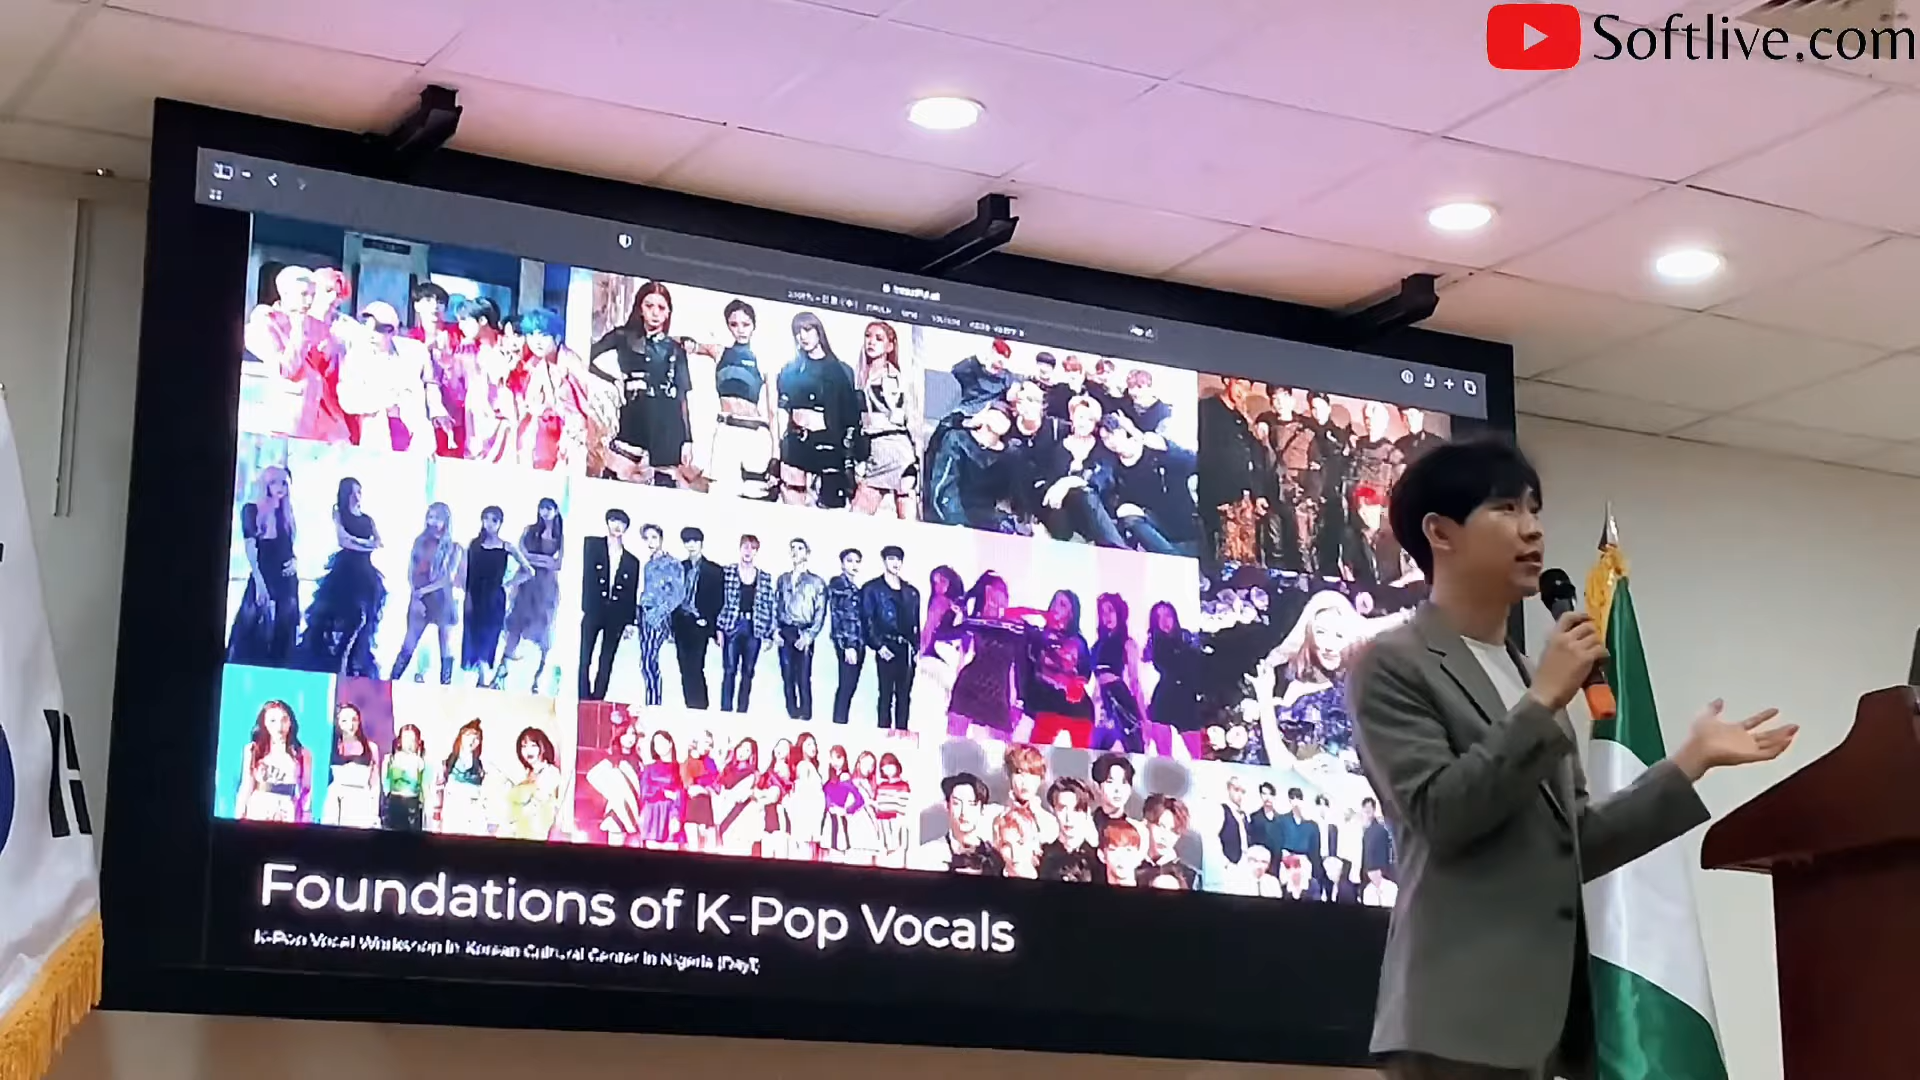 Softlive.com
Foundations of K-Pop Vocals
K-Pop Vocal Workshop in Korean Cultural Center in Nigeria